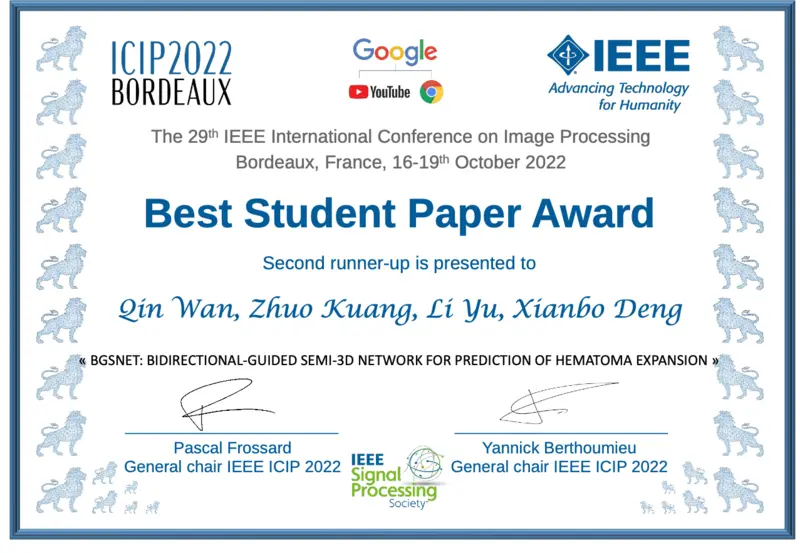 ICIP2022
BORDEAUX
Google
YouTube
IEEE
Advancing Technology
for Humanity
The 29th IEEE International Conference on Image Processing
Bordeaux, France, 16-19th October 2022
Best Student Paper Award
Second runner-up is presented to
Qin Wan, Zhuo Kuang, Li Yu, Xianbo Deng
« BGSNET: BIDIRECTIONAL-GUIDED SEMI-3D NETWORK FOR PREDICTION OF HEMATOMA EXPANSION »
Pascal Frossard
General chair IEEE ICIP 2022
IEEE
Signal
Processing
Society
Yannick Berthoumieu
General chair IEEE ICIP 2022